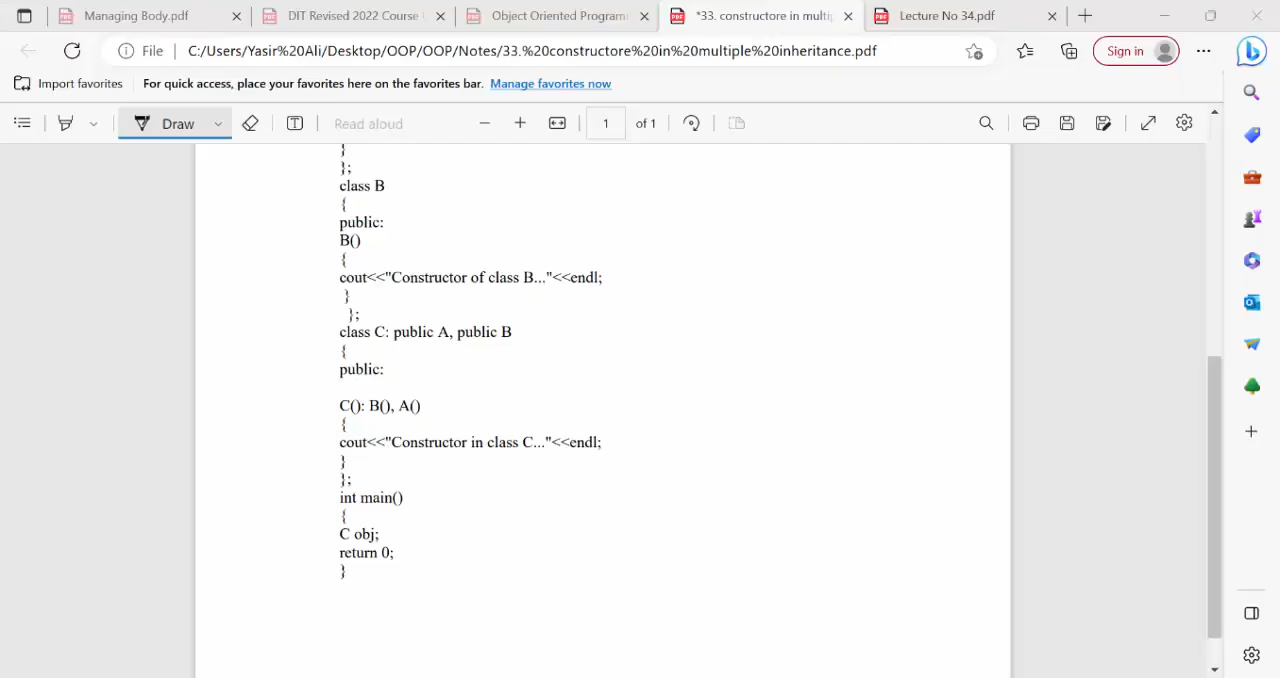 Managing Body.pdf
DIT Revised 2022 Course
Object Oriented Programm
*33. constructore in multip
Lecture No 34.pdf
File
C:/Users/Yasir%20Ali/Desktop/OOP/OOP/Notes/33.%20constructore%20in%20multiple%20inheritance.pdf
Sign in
Import favorites
For quick access, place your favorites here on the favorites bar. Manage favorites now
Draw
Read aloud
1 of 1
}
};
class B
{
public:
B()
{
cout<<"Constructor of class B..."<<endl;
}
};
class C: public A, public B
{
public:
C(): B(), A()
{
cout<<"Constructor in class C..."<<endl;
}
};
int main()
{
C obj;
return 0;
}